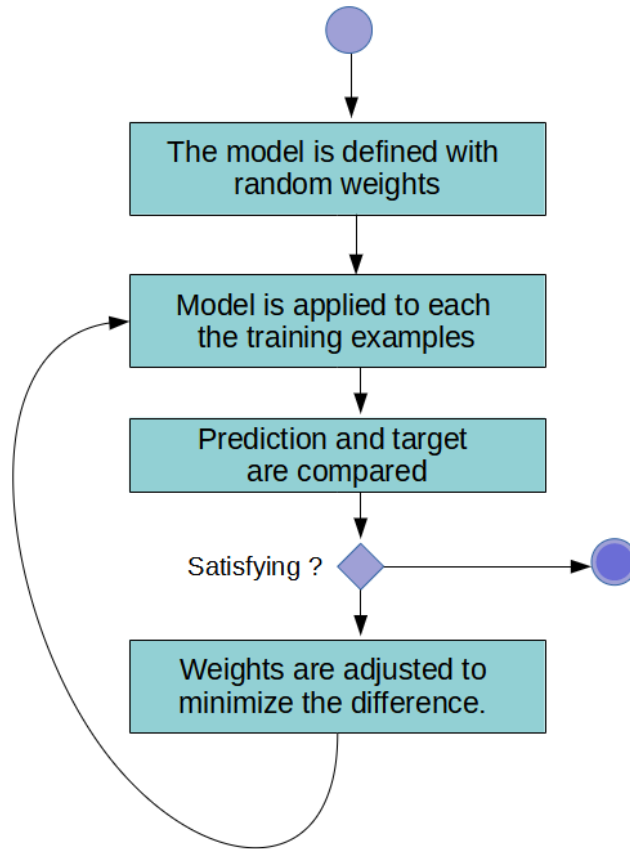 The model is defined with
random weights
Model is applied to each
the training examples
Prediction and target
are compared
Satisfying ?
Weights are adjusted to
minimize the difference.